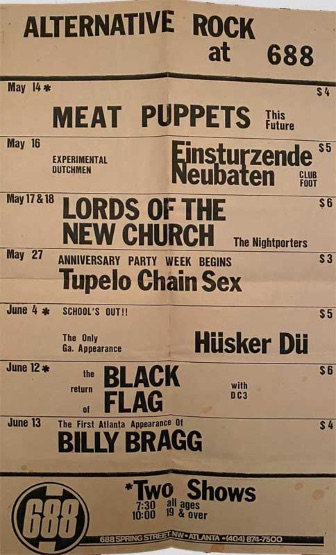 ALTERNATIVE ROCK
at 688
May 14 * $4
MEAT PUPPETS This
Future
May 16 $5
EXPERIMENTAL
DUTCHMEN
Einsturzende
Neubaten CLUB
FOOT
May 17 & 18 $6
LORDS OF THE
NEW CHURCH The Nightporters
May 27 ANNIVERSARY PARTY WEEK BEGINS $3
Tupelo Chain Sex
June 4 * SCHOOL'S OUT!! $5
The Only
Ga. Appearance
Hüsker Dü
June 12 * $6
the
return
of
BLACK
FLAG
with
DC3
June 13 The First Atlanta Appearance Of $4
BILLY BRAGG
*Two Shows
7:30 all ages
10:00 19 & over
688
688 SPRING STREET, NW • ATLANTA • (404) 874-7500